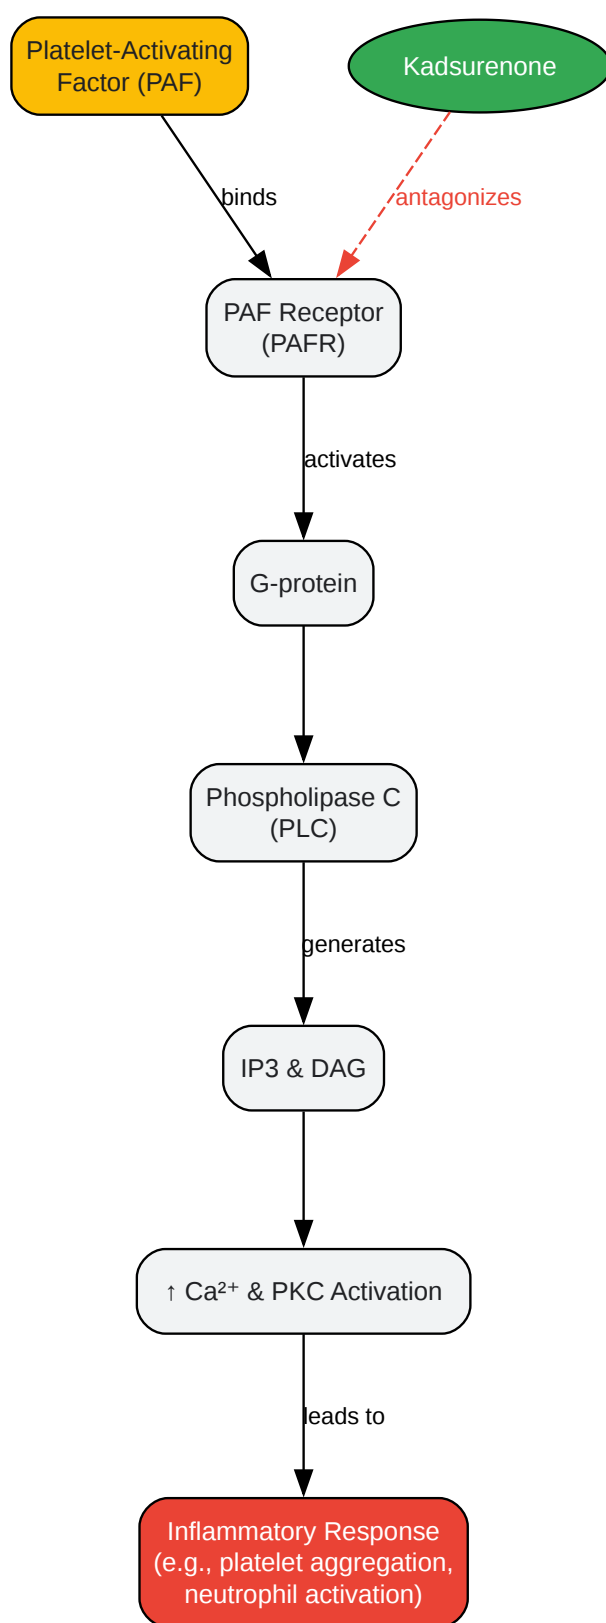 Platelet-Activating
Factor (PAF)
Kadsurenone
binds
antagonizes
PAF Receptor
(PAFR)
activates
G-protein
Phospholipase C
(PLC)
generates
IP3 & DAG
↑ Ca²⁺ & PKC Activation
leads to
Inflammatory Response
(e.g., platelet aggregation,
neutrophil activation)